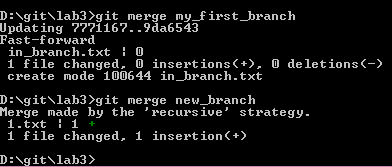 D:\git\lab3>git merge my_first_branch
Updating 7771167..9da6543
Fast-forward
 in_branch.txt | 0
 1 file changed, 0 insertions(+), 0 deletions(-)
 create mode 100644 in_branch.txt
D:\git\lab3>git merge new_branch
Merge made by the 'recursive' strategy.
 1.txt | 1 +
 1 file changed, 1 insertion(+)
D:\git\lab3>